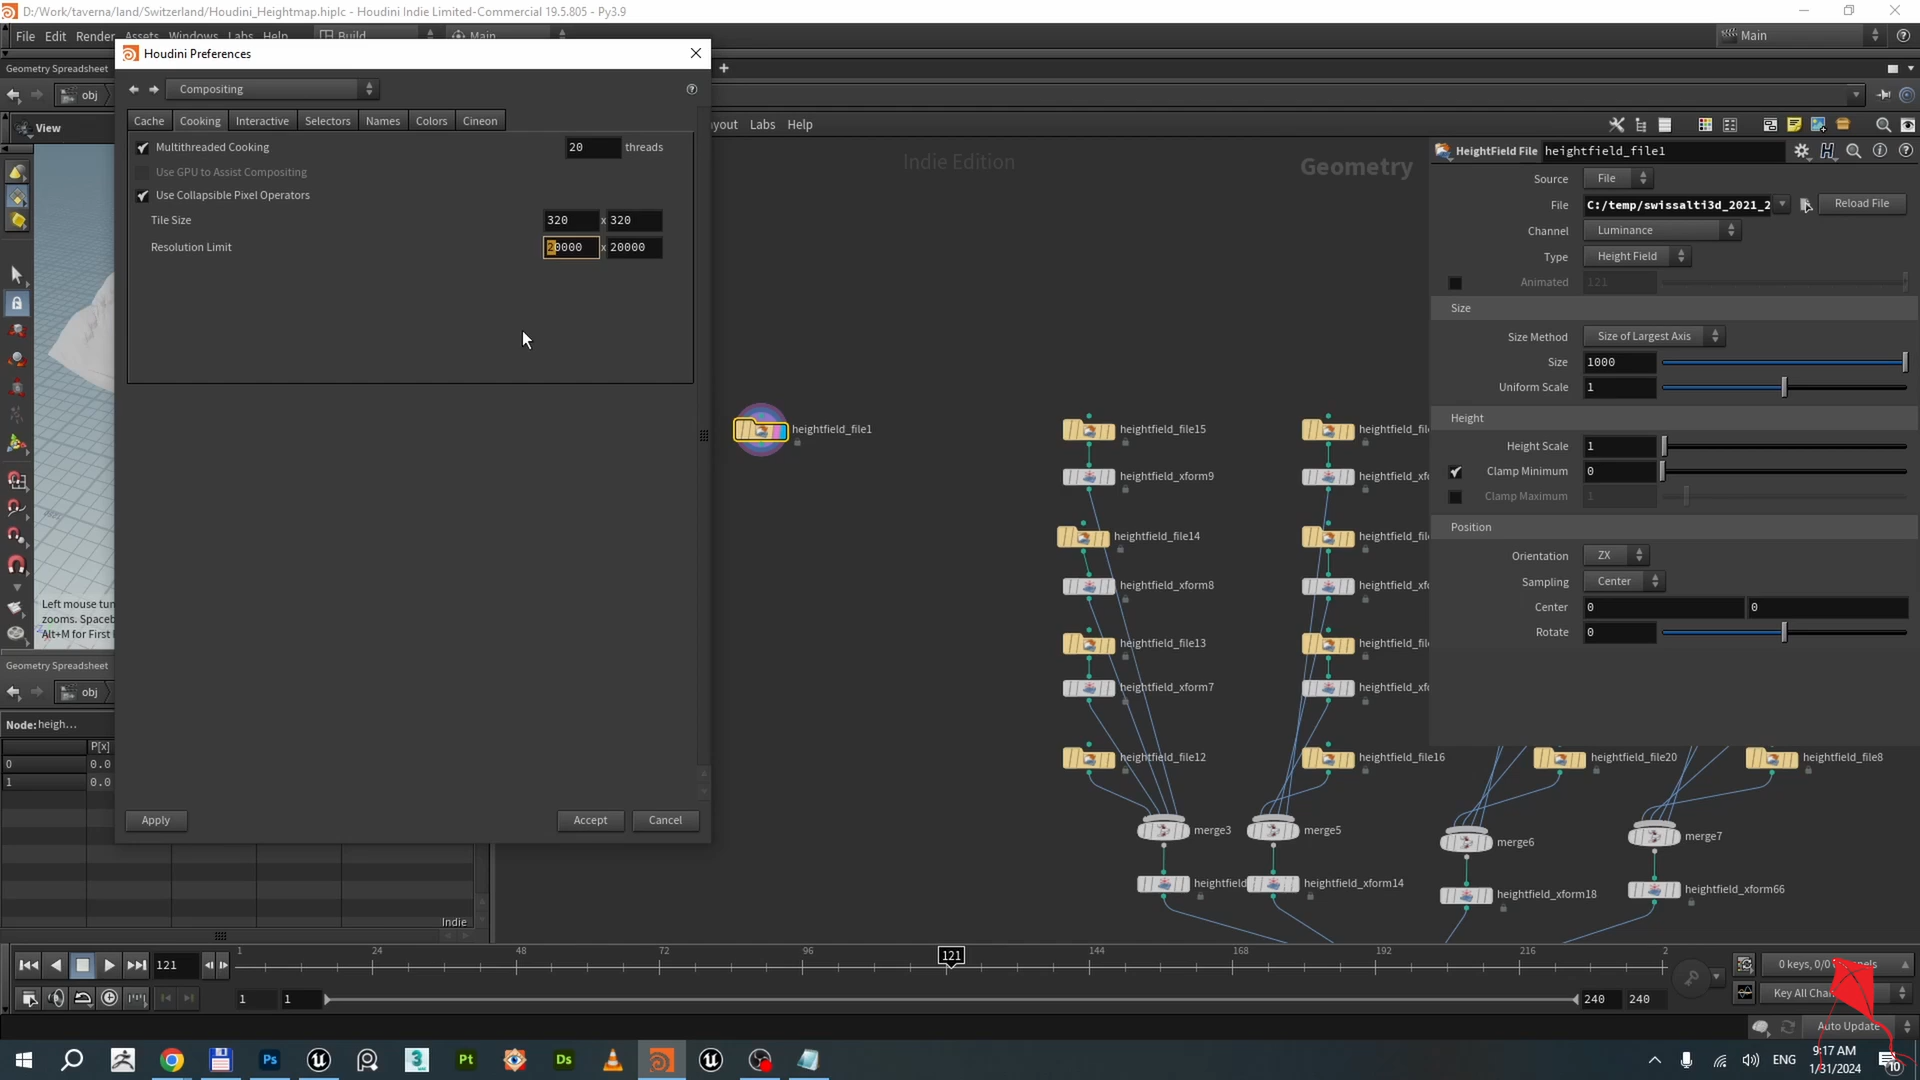 D:/Work/taverna/land/Switzerland/Houdini_Heightmap.hiplc - Houdini Indie Limited-Commercial 19.5.805 - Py3.9
File Edit Render Assets Windows Labs Help Build Main Main
Geometry Spreadsheet
obj
View
Houdini Preferences
Compositing
Cache Cooking Interactive Selectors Names Colors Cineon
Multithreaded Cooking 20 threads
Use GPU to Assist Compositing
Use Collapsible Pixel Operators
Tile Size 320 x 320
Resolution Limit 20000 x 20000
Apply Accept Cancel
Labs Help
Indie Edition
Geometry
HeightField File heightfield_file1
Source File
File C:/temp/swissalti3d_2021_2 Reload File
Channel Luminance
Type Height Field
Animated 121
Size
Size Method Size of Largest Axis
Size 1000
Uniform Scale 1
Height
Height Scale 1
Clamp Minimum 0
Clamp Maximum 1
Position
Orientation ZX
Sampling Center
Center 0 0
Rotate 0
heightfield_file1
heightfield_file15
heightfield_xform9
heightfield_file14
heightfield_xform8
heightfield_file13
heightfield_xform7
heightfield_file12
heightfield_file16
heightfield_file20
heightfield_file8
merge3
merge5
merge6
merge7
heightfield_xform14
heightfield_xform18
heightfield_xform66
Left mouse
zooms.
Alt+M for First
Geometry Spreadsheet
obj
Node:heigh...
P[x]
0 0.0
1 0.0
Indie
121
1 24 48 72 96 121 144 168 192 216 2
1 1 240 240
0 keys, 0/0
Key All
Auto Update
Ps Pt Ds
ENG
9:17 AM
1/31/2024
10